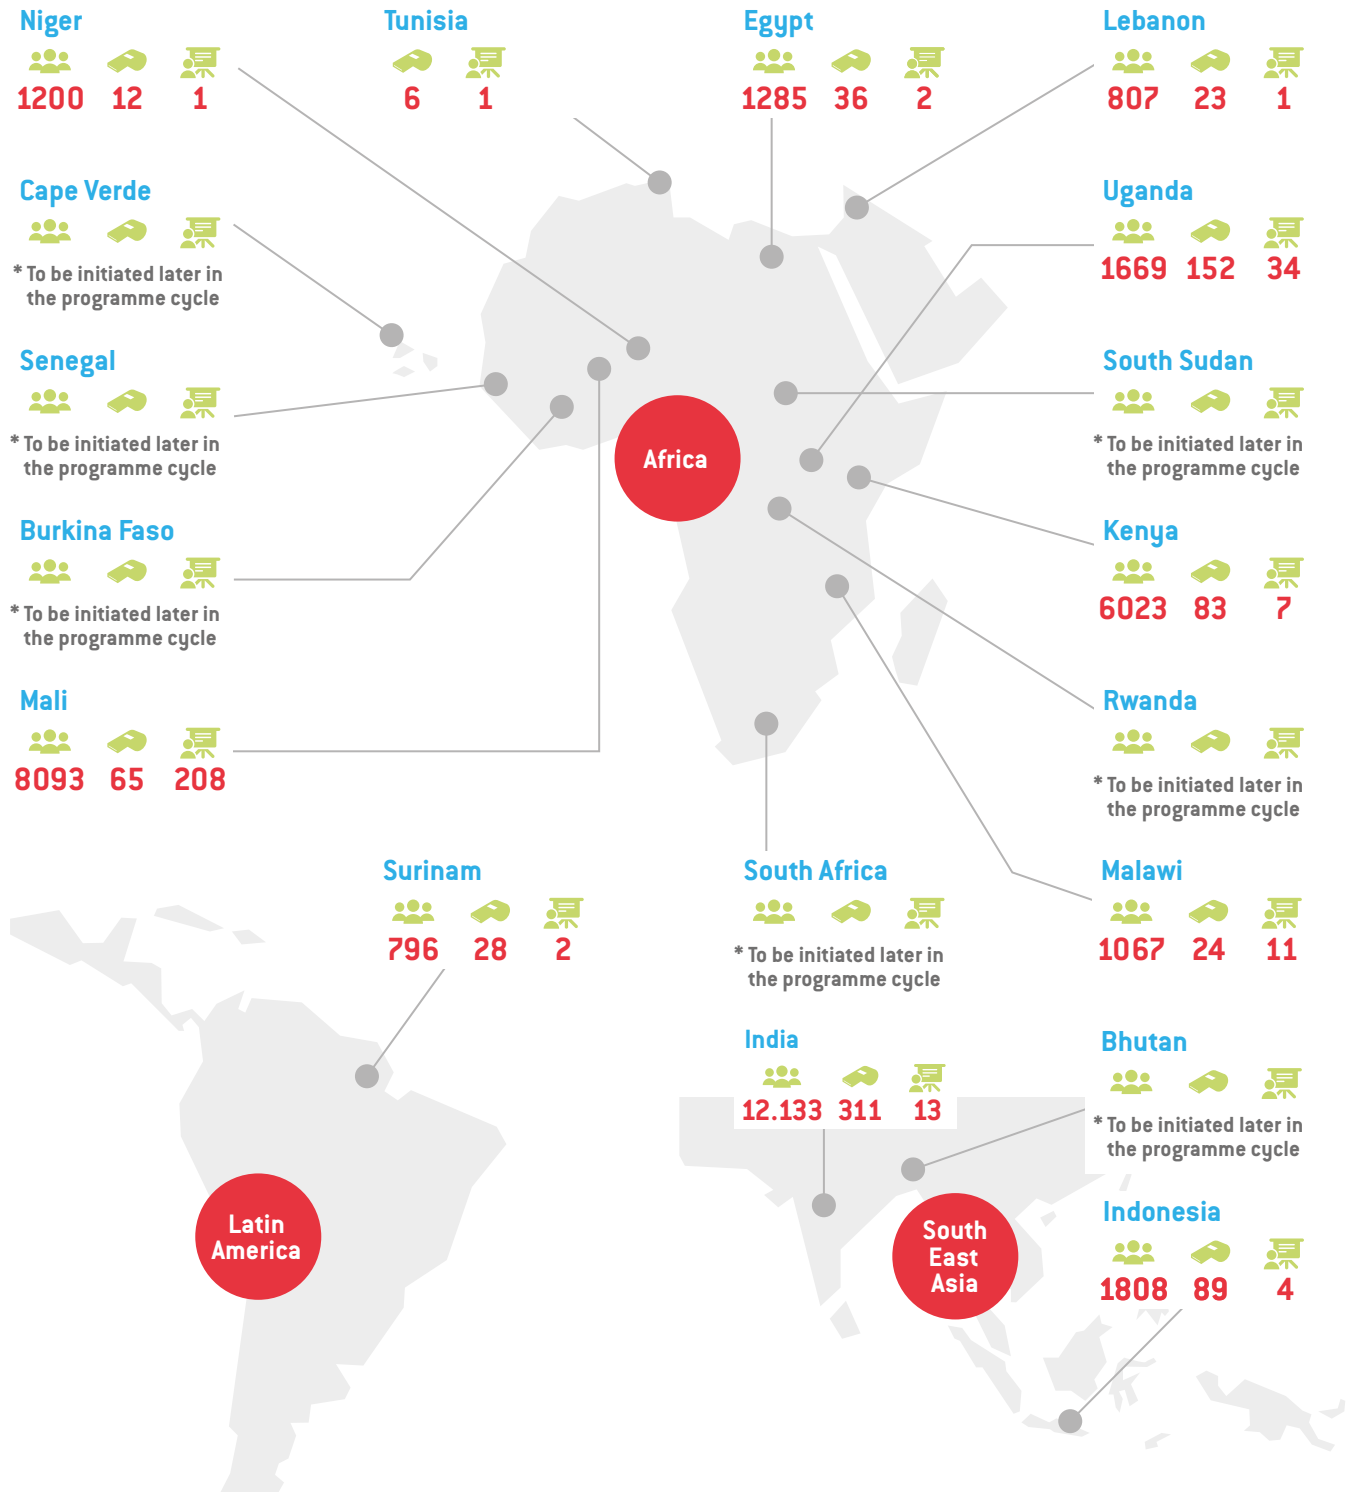 Niger
1200 12 1
Tunisia
6 1
Egypt
1285 36 2
Lebanon
807 23 1
Cape Verde
* To be initiated later in
the programme cycle
Uganda
1669 152 34
Senegal
* To be initiated later in
the programme cycle
South Sudan
* To be initiated later in
the programme cycle
Africa
Burkina Faso
* To be initiated later in
the programme cycle
Kenya
6023 83 7
Mali
8093 65 208
Rwanda
* To be initiated later in
the programme cycle
Surinam
796 28 2
South Africa
* To be initiated later in
the programme cycle
Malawi
1067 24 11
India
12.133 311 13
Bhutan
* To be initiated later in
the programme cycle
Latin
America
South
East
Asia
Indonesia
1808 89 4